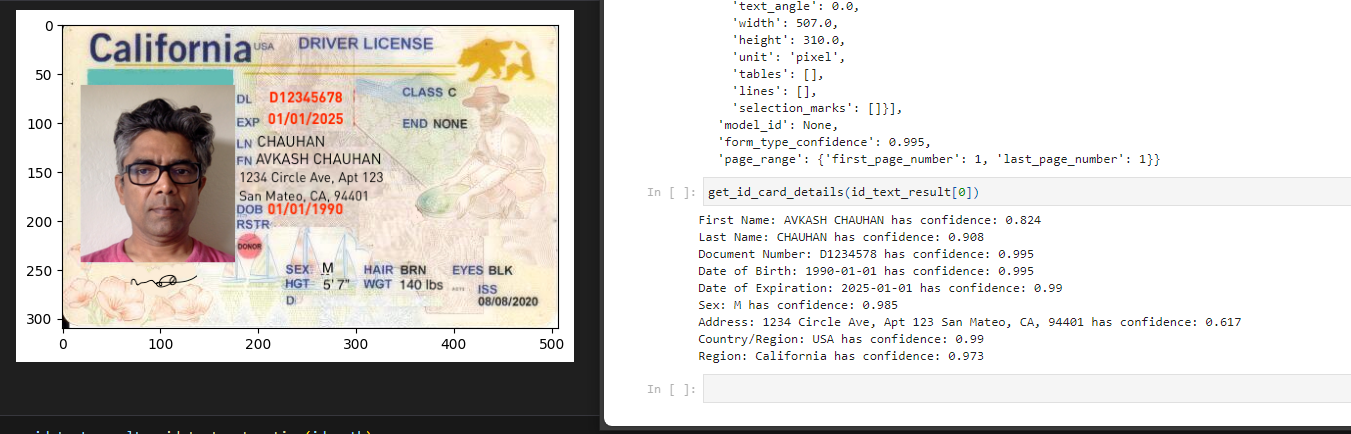 0
50
100
150
200
250
300
0
100
200
300
400
500
California USA DRIVER LICENSE
DL D12345678
CLASS C
EXP 01/01/2025
END NONE
LN CHAUHAN
FN AVKASH CHAUHAN
1234 Circle Ave, Apt 123
San Mateo, CA, 94401
DOB 01/01/1990
RSTR
DONOR
SEX: M HAIR BRN EYES BLK
HGT 5' 7" WGT 140 lbs ISS
D 08/08/2020
'text_angle': 0.0,
'width': 507.0,
'height': 310.0,
'unit': 'pixel',
'tables': [],
'lines': [],
'selection_marks': []}],
'model_id': None,
'form_type_confidence': 0.995,
'page_range': {'first_page_number': 1, 'last_page_number': 1}}
In [ ]: get_id_card_details(id_text_result[0])
First Name: AVKASH CHAUHAN has confidence: 0.824
Last Name: CHAUHAN has confidence: 0.908
Document Number: D1234578 has confidence: 0.995
Date of Birth: 1990-01-01 has confidence: 0.995
Date of Expiration: 2025-01-01 has confidence: 0.99
Sex: M has confidence: 0.985
Address: 1234 Circle Ave, Apt 123 San Mateo, CA, 94401 has confidence: 0.617
Country/Region: USA has confidence: 0.99
Region: California has confidence: 0.973
In [ ]: